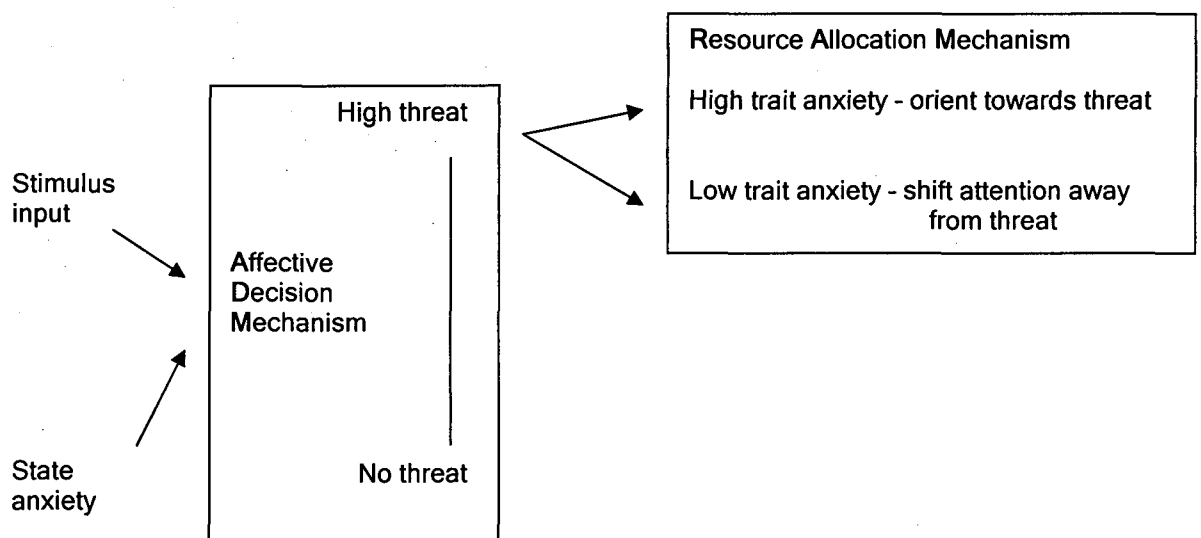 Stimulus
input
State
anxiety
High threat
Affective
Decision
Mechanism
No threat
Resource Allocation Mechanism
High trait anxiety - orient towards threat
Low trait anxiety - shift attention away
from threat